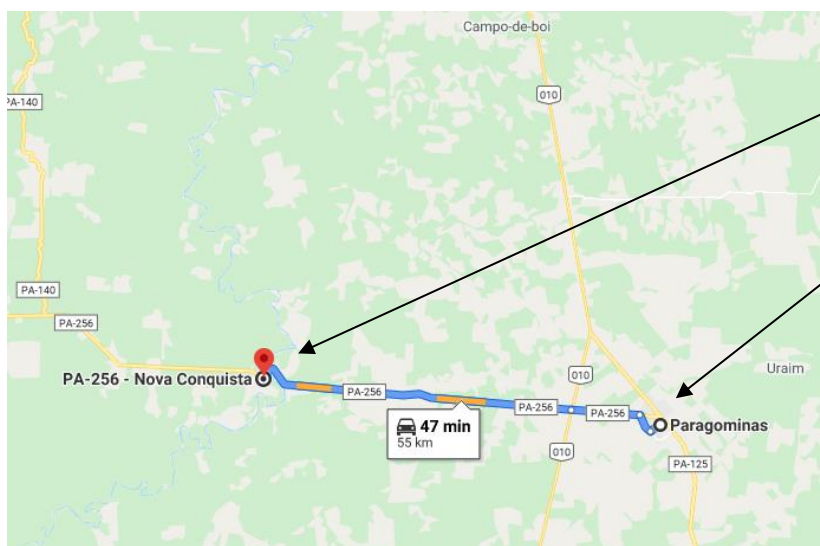 Campo-de-boi
010
PA-140
PA-140
PA-256
PA-256 - Nova Conquista
PA-256
010
Uraim
PA-256
PA-256
Paragominas
47 min
55 km
010
PA-125